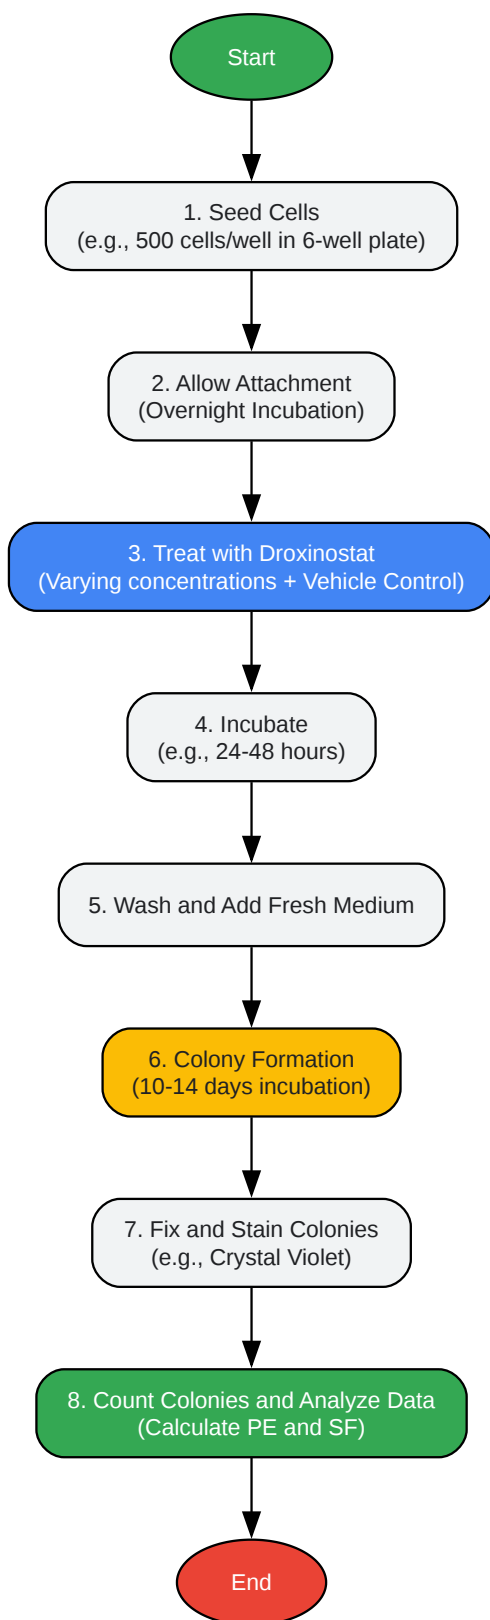 Start
1. Seed Cells
(e.g., 500 cells/well in 6-well plate)
2. Allow Attachment
(Overnight Incubation)
3. Treat with Droxinostat
(Varying concentrations + Vehicle Control)
4. Incubate
(e.g., 24-48 hours)
5. Wash and Add Fresh Medium
6. Colony Formation
(10-14 days incubation)
7. Fix and Stain Colonies
(e.g., Crystal Violet)
8. Count Colonies and Analyze Data
(Calculate PE and SF)
End